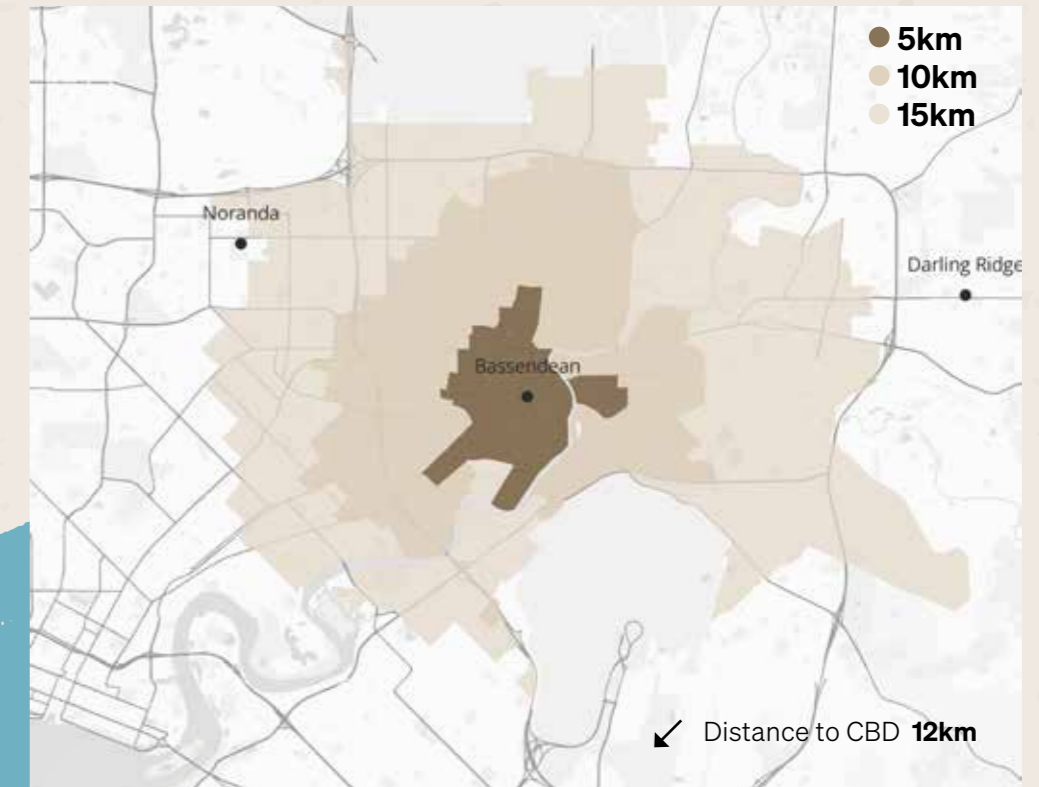 5km
10km
15km
Noranda
Darling Ridge
Bassendean
Distance to CBD 12km